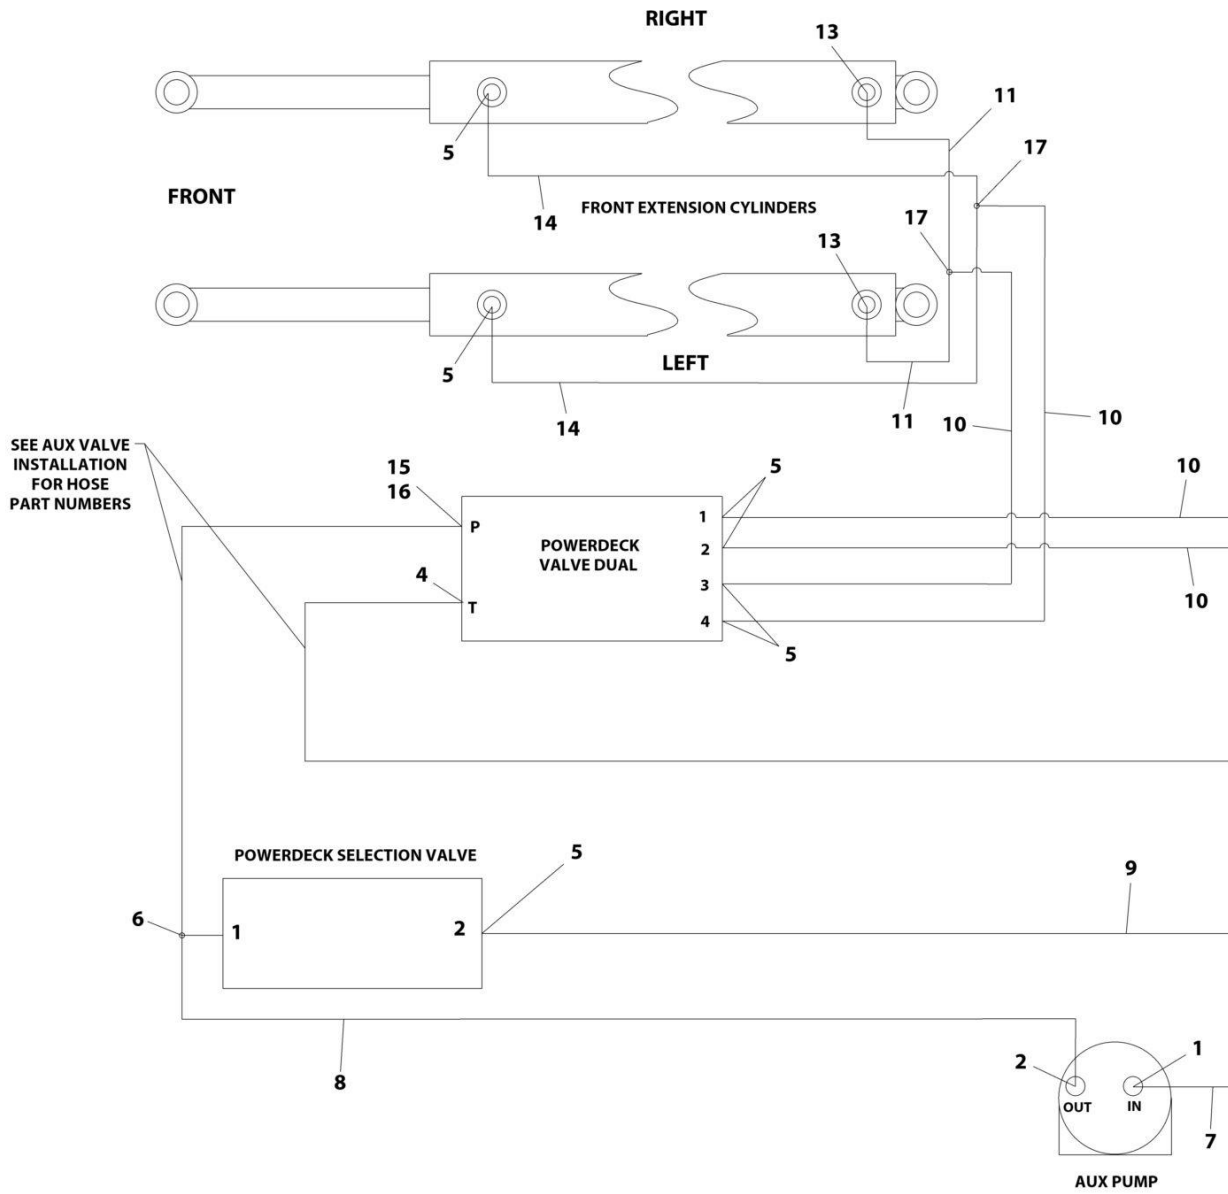 RIGHT
13
11
5
17
FRONT
14
FRONT EXTENSION CYLINDERS
17
13
LEFT
5
11
10
10
14
SEE AUX VALVE
INSTALLATION
FOR HOSE
PART NUMBERS
15
16
5
10
P
1
POWERDECK
VALVE DUAL
2
4
T
3
10
4
5
POWERDECK SELECTION VALVE
5
9
6
1
2
8
2
1
OUT
IN
7
AUX PUMP